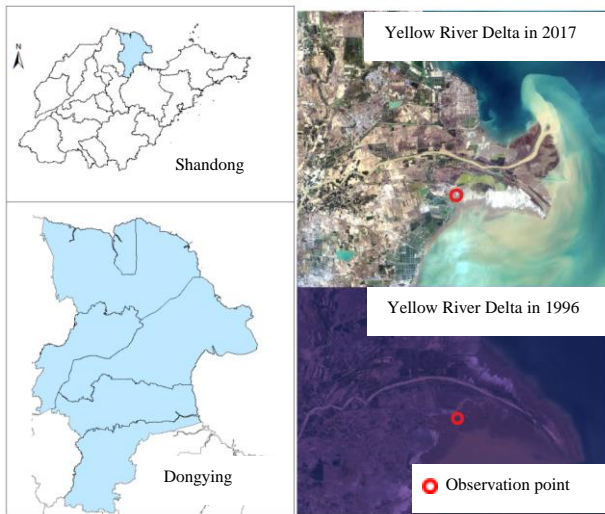 N
Shandong
Dongying
Yellow River Delta in 2017
Yellow River Delta in 1996
Observation point